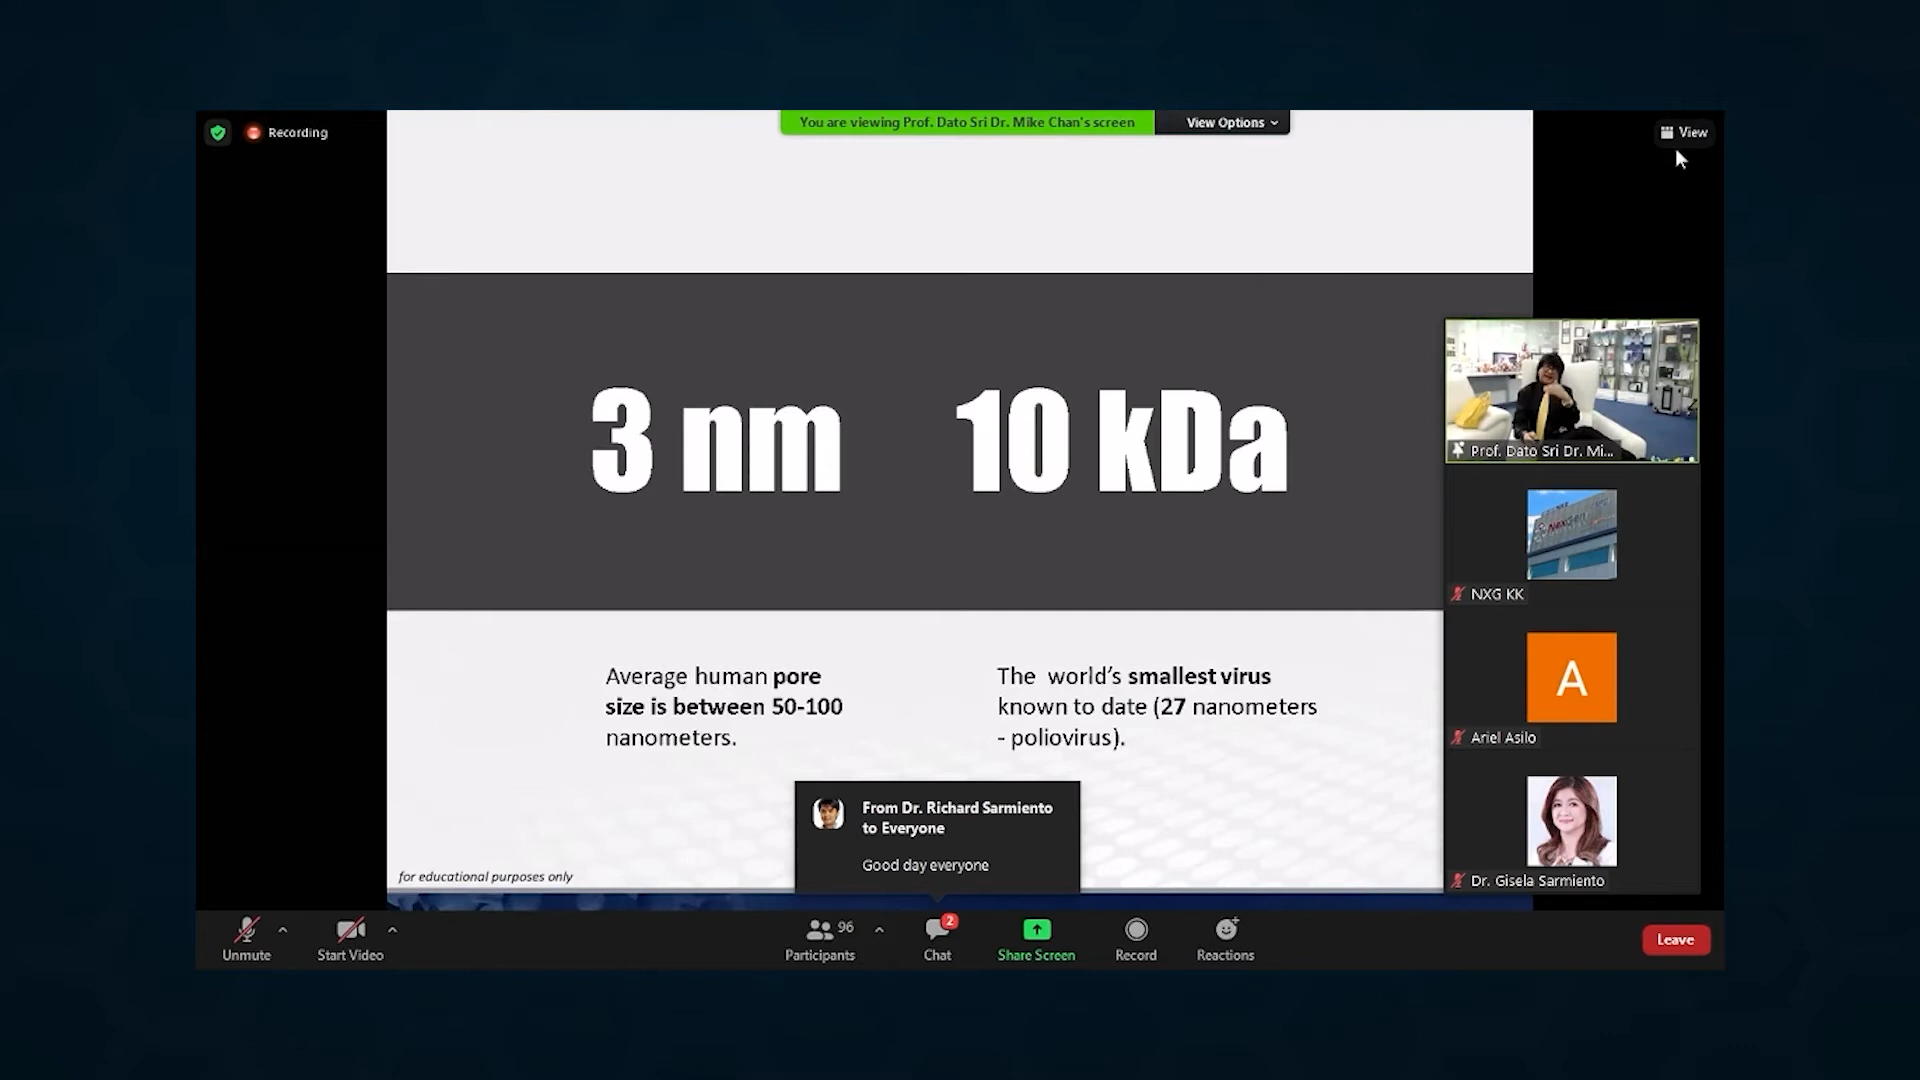 Recording
You are viewing Prof. Dato Sri Dr. Mike Chan's screen
View Options
View
3 nm 10 kDa
Average human pore
size is between 50-100
nanometers.
The world's smallest virus
known to date (27 nanometers
- poliovirus).
for educational purposes only
From Dr. Richard Sarmiento
to Everyone
Good day everyone
Prof. Dato Sri Dr. Mi...
NXG KK
A
Ariel Asilo
Dr. Gisela Sarmiento
Unmute
Start Video
96
Participants
2
Chat
Share Screen
Record
Reactions
Leave